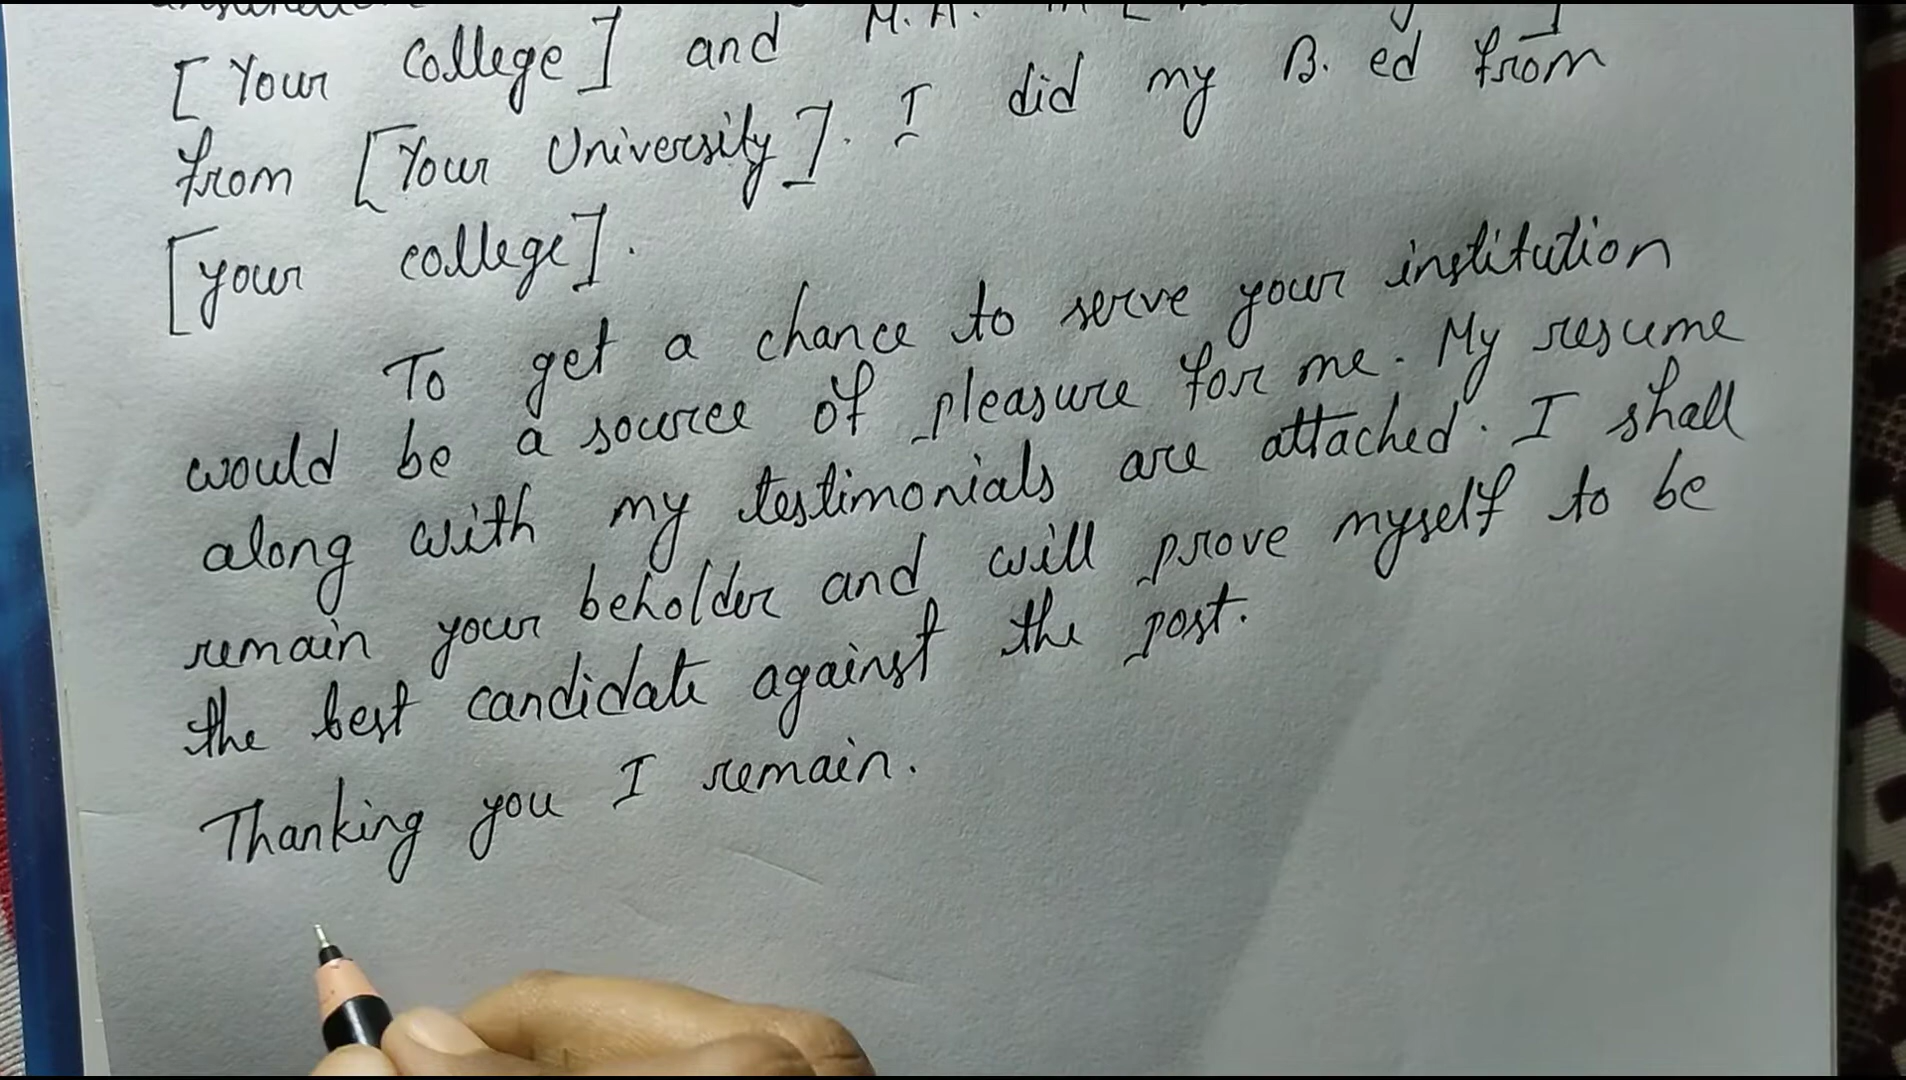 [Your College] and M.A. in [
from [Your University]. I did my B. ed from
[your college].
To get a chance to serve your institution
would be a source of pleasure for me. My resume
along with my testimonials are attached. I shall
remain your beholder and will prove myself to be
the best candidate against the post.
Thanking you I remain.